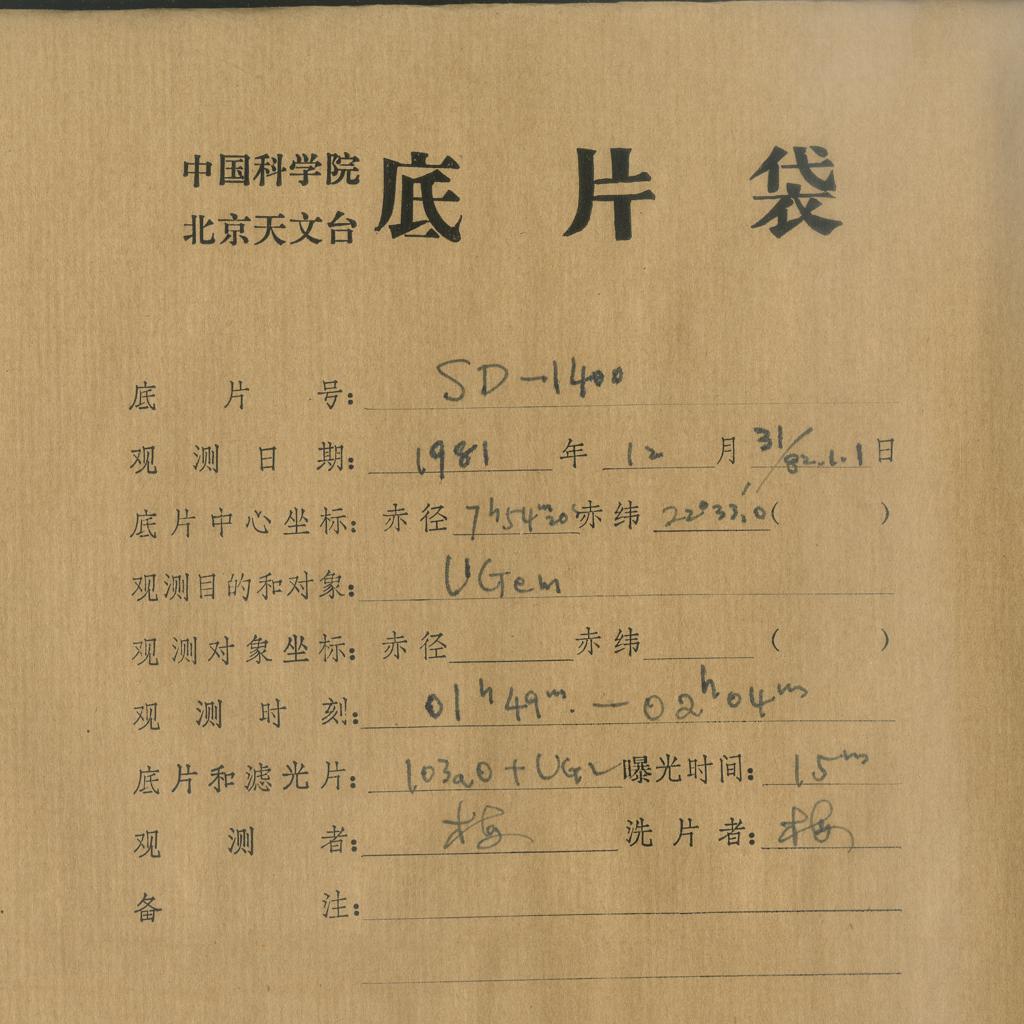 中国科学院
北京天文台 底片袋
底片号: SD-1400
观测日期: 1981 年 12 月 31/82.1.1 日
底片中心坐标: 赤径 7h54m20s 赤纬 22°33'.0 ( )
观测目的和对象: UGem
观测对象坐标: 赤径 赤纬 ( )
观测时刻: 01h49m. — 02h04m
底片和滤光片: 103aO + UG2 曝光时间: 15m
观测者: 梅 洗片者: 梅
备注: